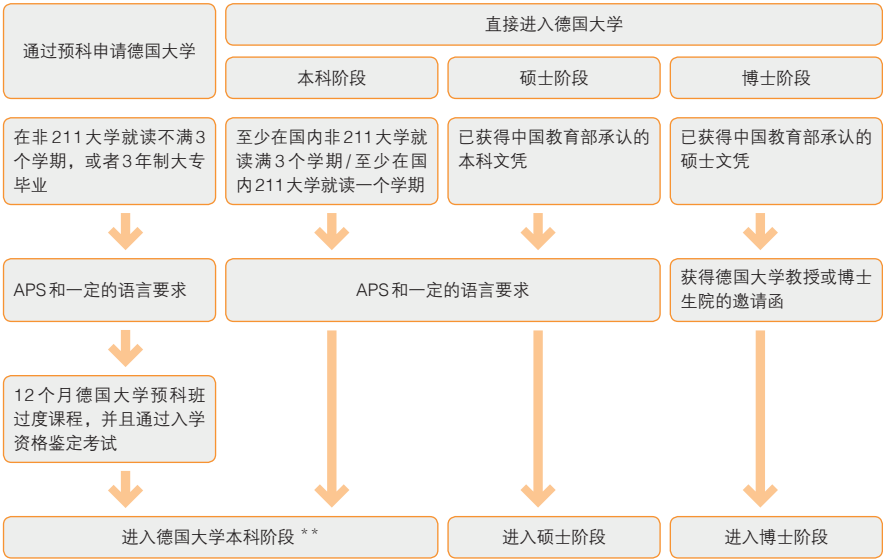 通过预科申请德国大学
直接进入德国大学
本科阶段
硕士阶段
博士阶段
在非211大学就读不满3
个学期，或者3年制大专
毕业
至少在国内非211大学就
读满3个学期/至少在国
内211大学就读一个学期
已获得中国教育部承认的
本科文凭
已获得中国教育部承认的
硕士文凭
APS和一定的语言要求
APS和一定的语言要求
获得德国大学教授或博士
生院的邀请函
12个月德国大学预科班
过度课程，并且通过入学
资格鉴定考试
进入德国大学本科阶段 **
进入硕士阶段
进入博士阶段